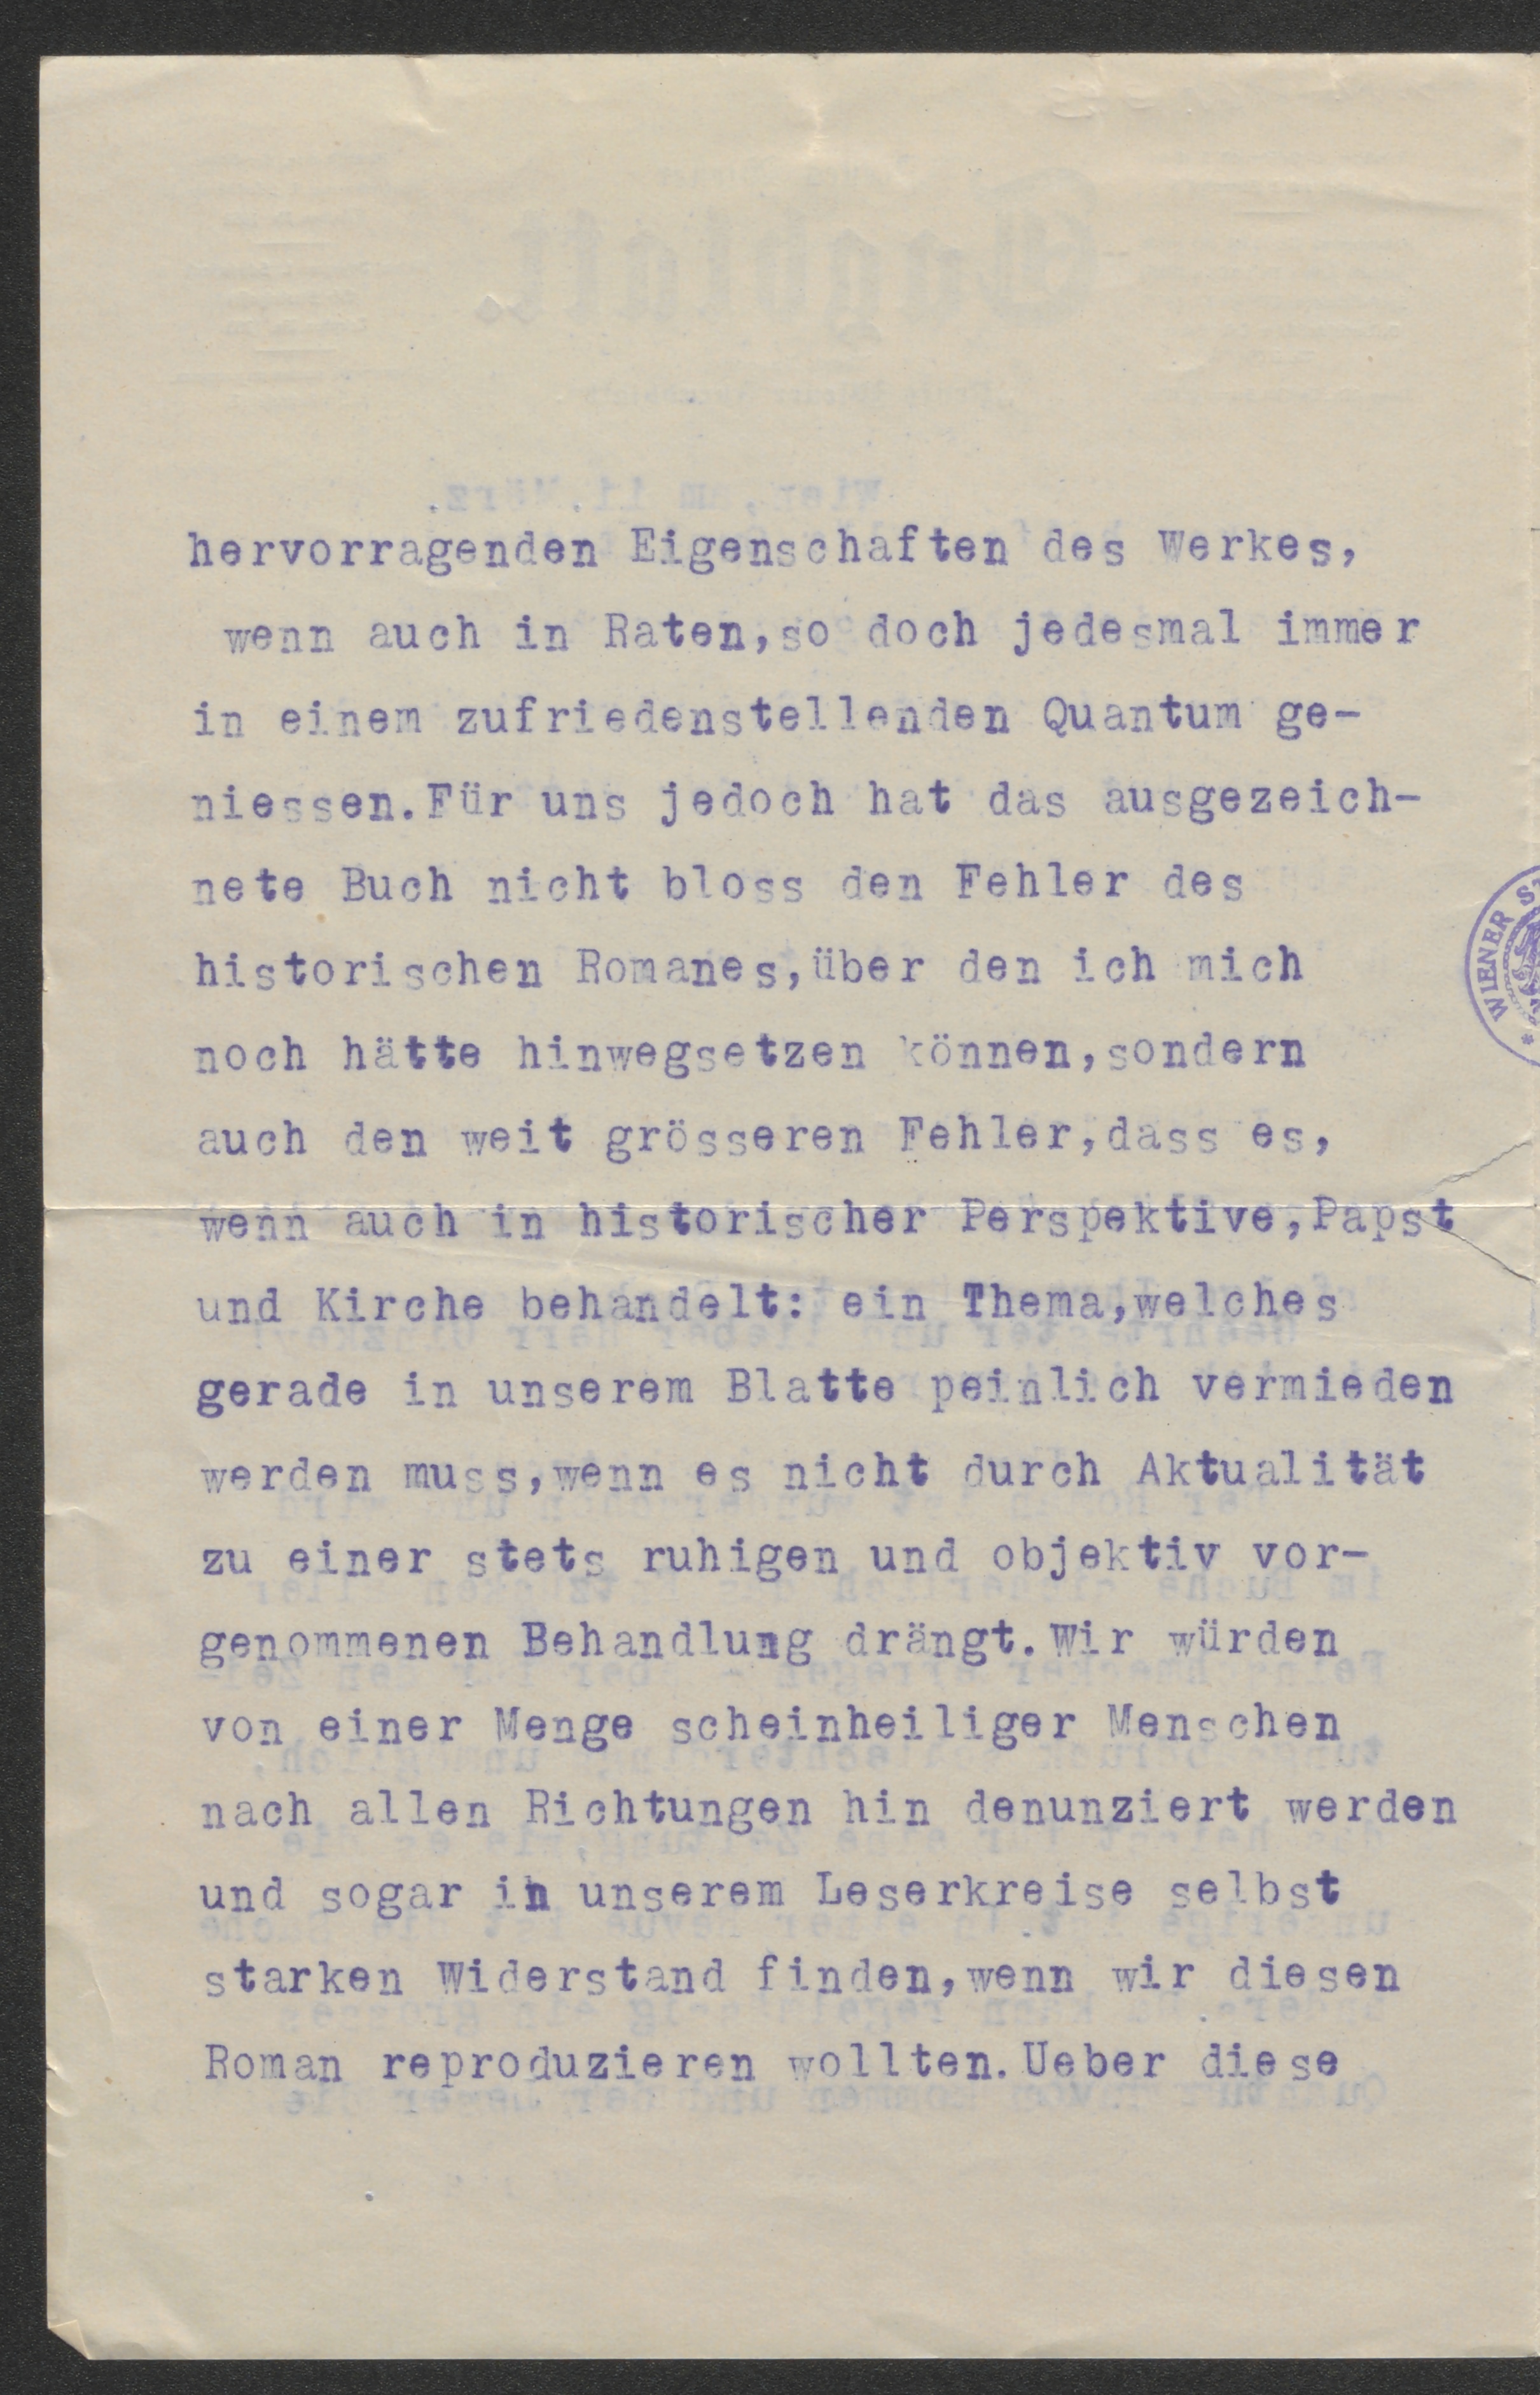 hervorragenden Eigenschaften des Werkes,
wenn auch in Raten,so doch jedesmal immer
in einem zufriedenstellenden Quantum ge-
niessen.Für uns jedoch hat das ausgezeich-
nete Buch nicht bloss den Fehler des
historischen Romanes,über den ich mich
noch hätte hinwegsetzen können,sondern
auch den weit grösseren Fehler,dass es,
wenn auch in historischer Perspektive,Papst
und Kirche behandelt: ein Thema,welches
gerade in unserem Blatte peinlich vermieden
werden muss,wenn es nicht durch Aktualität
zu einer stets ruhigen und objektiv vor-
genommenen Behandlung drängt.Wir würden
von einer Menge scheinheiliger Menschen
nach allen Richtungen hin denunziert werden
und sogar in unserem Leserkreise selbst
starken Widerstand finden,wenn wir diesen
Roman reproduzieren wollten.Ueber diese
WIENER